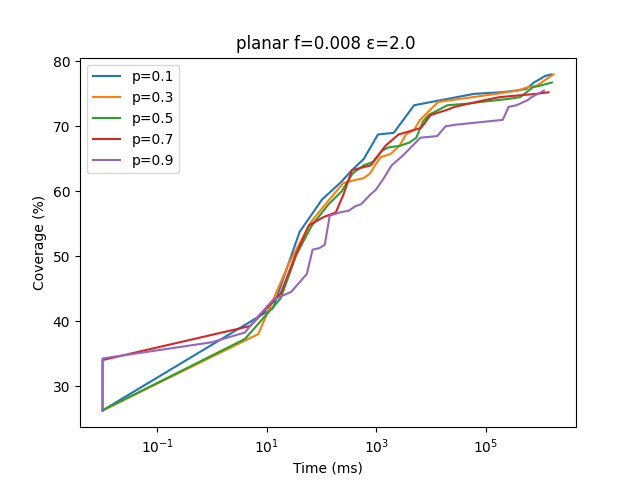 planar f=0.008 ε=2.0
p=0.1
p=0.3
p=0.5
p=0.7
p=0.9
Coverage (%)
80
70
60
50
40
30
10⁻¹
10¹
10³
10⁵
Time (ms)